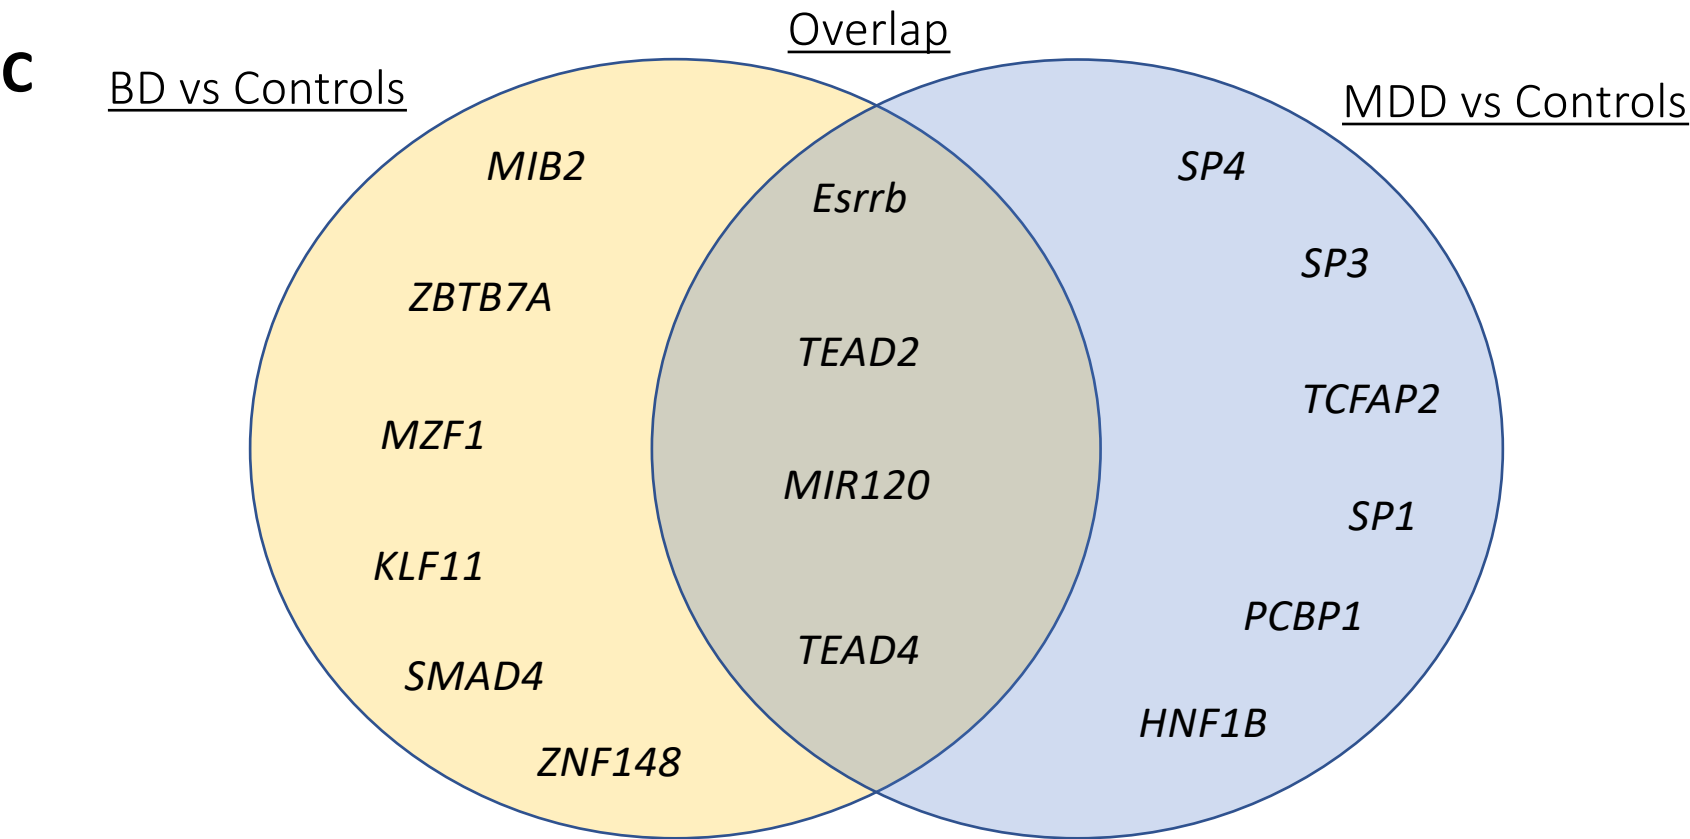 C
Overlap
BD vs Controls
MDD vs Controls
MIB2
ZBTB7A
MZF1
KLF11
SMAD4
ZNF148
Esrrb
TEAD2
MIR120
TEAD4
SP4
SP3
TCFAP2
SP1
PCBP1
HNF1B